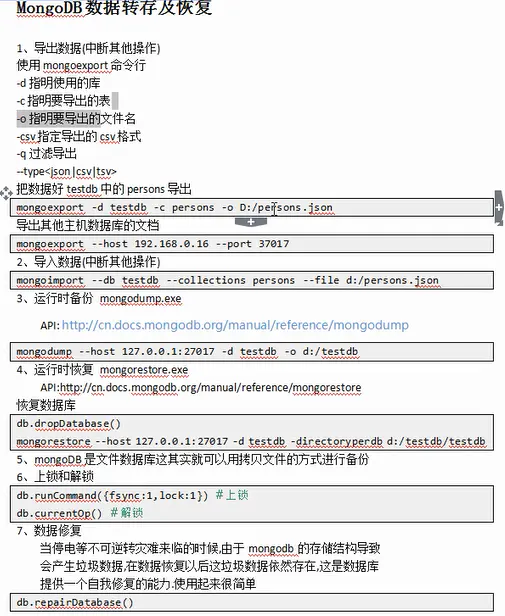 MongoDB 数据转存及恢复
1、导出数据(中断其他操作)
使用 mongoexport 命令行
-d 指明使用的库
-c 指明要导出的表
-o 指明要导出的文件名
-csv 指定导出的 csv 格式
-q 过滤导出
--type<json|csv|tsv>
把数据好 testdb 中的 persons 导出
mongoexport -d testdb -c persons -o D:/persons.json
导出其他主机数据库的文档
mongoexport --host 192.168.0.16 --port 37017
2、导入数据(中断其他操作)
mongoimport --db testdb --collections persons --file d:/persons.json
3、运行时备份 mongodump.exe
API: http://cn.docs.mongodb.org/manual/reference/mongodump
mongodump --host 127.0.0.1:27017 -d testdb -o d:/testdb
4、运行时恢复 mongorestore.exe
API:http://cn.docs.mongodb.org/manual/reference/mongorestore
恢复数据库
db.dropDatabase()
mongorestore --host 127.0.0.1:27017 -d testdb -directoryperdb d:/testdb/testdb
5、mongoDB 是文件数据库这其实就可以用拷贝文件的方式进行备份
6、上锁和解锁
db.runCommand({fsync:1,lock:1}) #上锁
db.currentOp() #解锁
7、数据修复
当停电等不可逆转灾难来临的时候,由于 mongodb 的存储结构导致
会产生垃圾数据,在数据恢复以后这垃圾数据依然存在,这是数据库
提供一个自我修复的能力.使用起来很简单
db.repairDatabase()